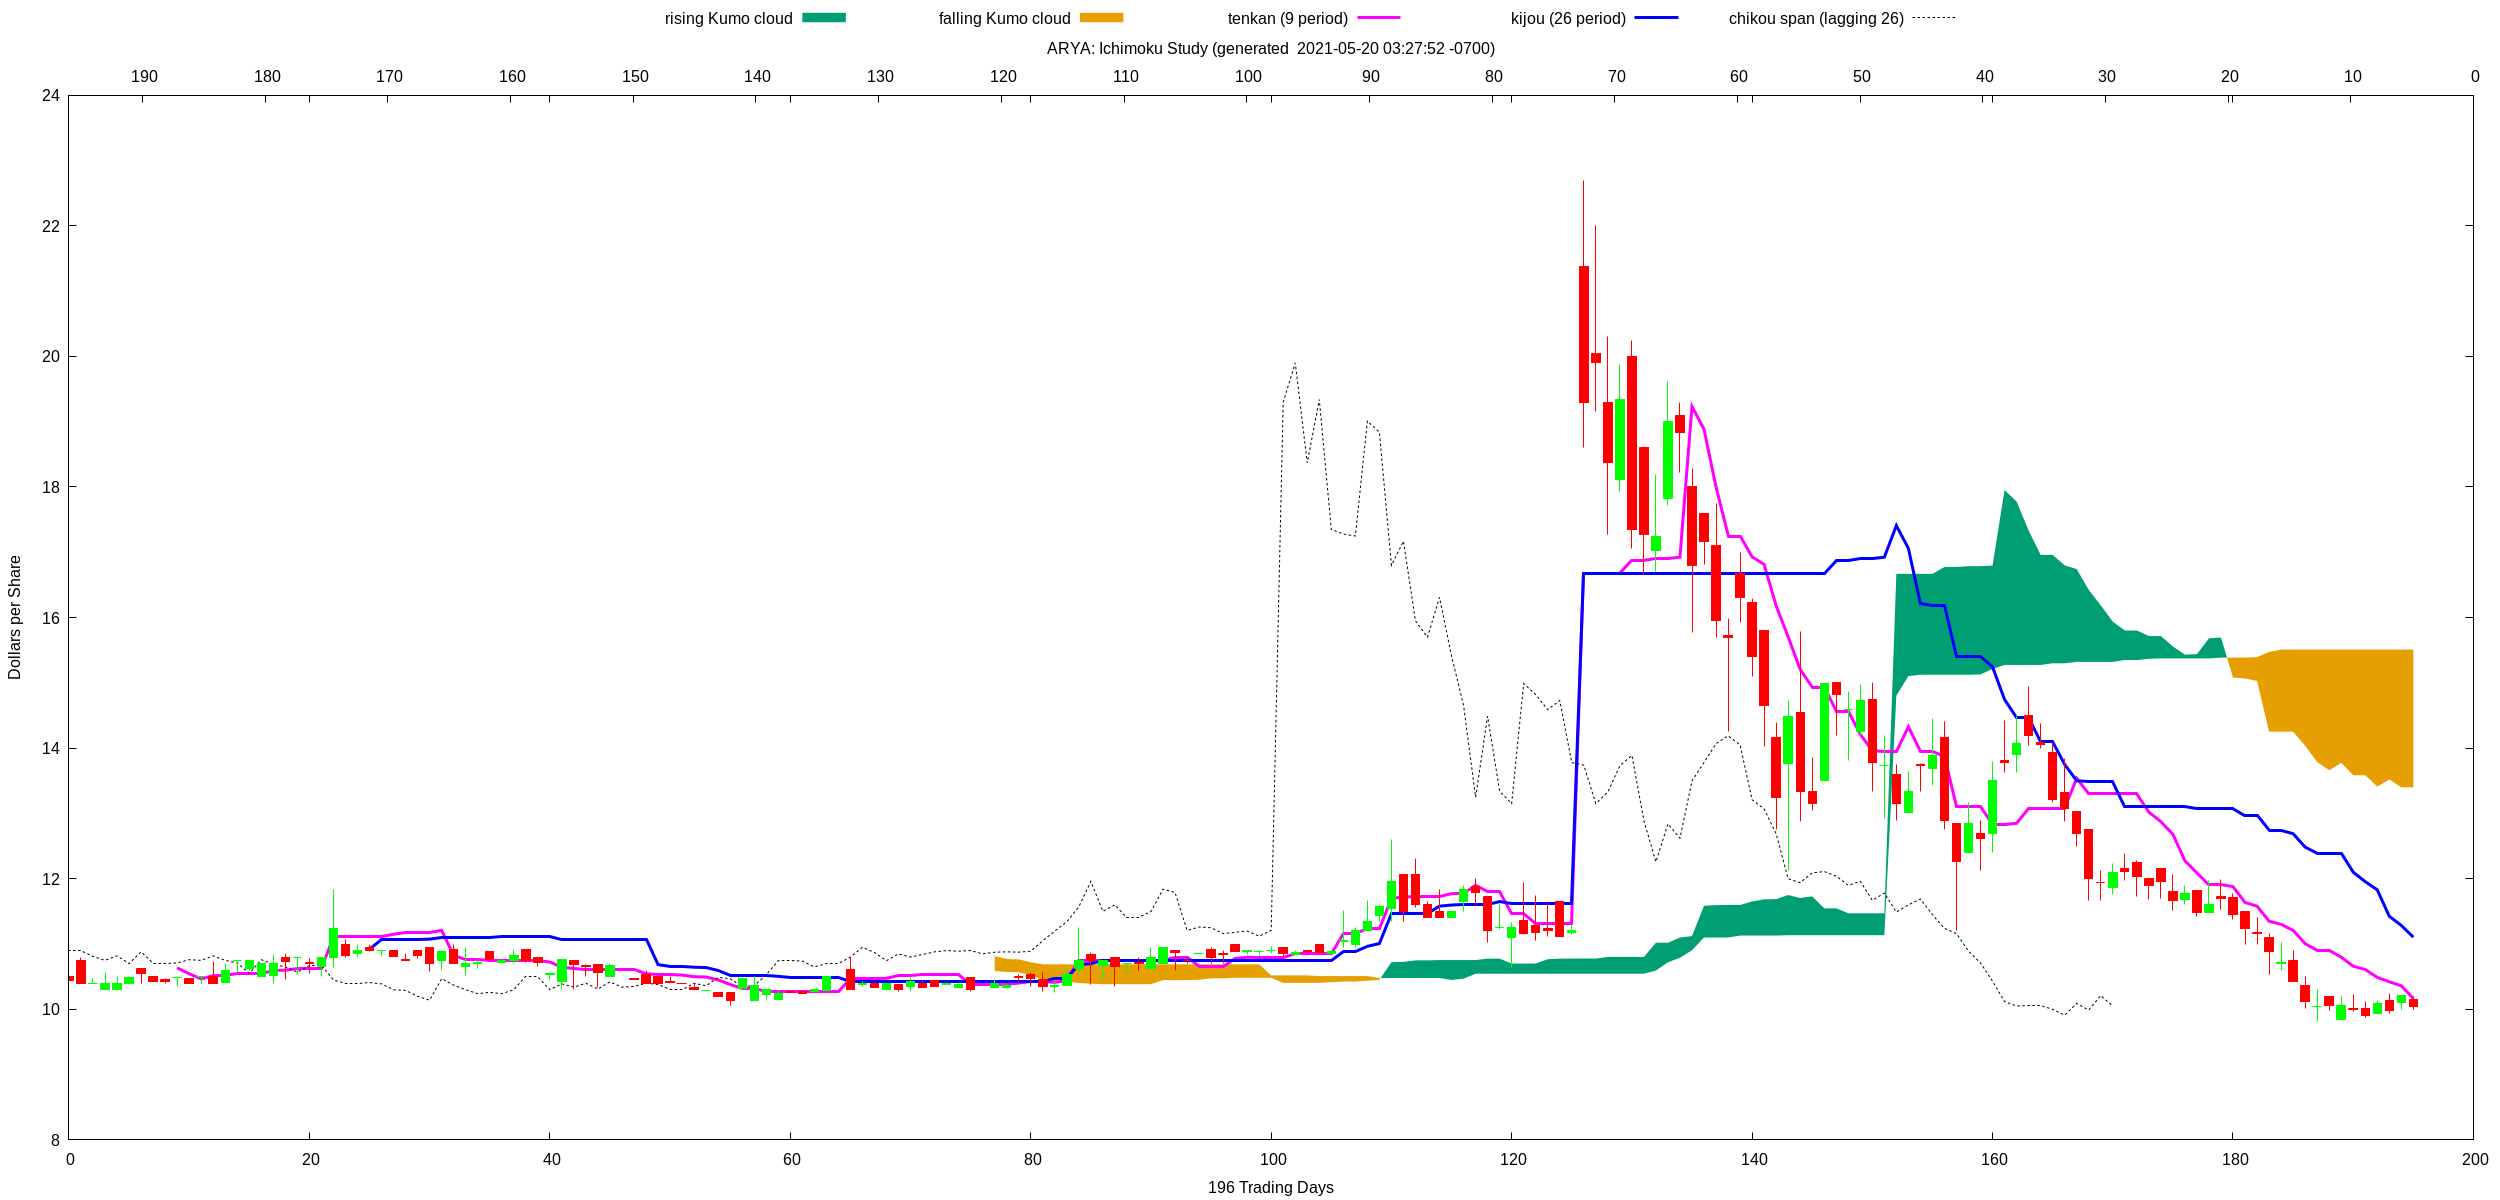 rising Kumo cloud falling Kumo cloud tenkan (9 period) kijou (26 period) chikou span (lagging 26)
ARYA: Ichimoku Study (generated  2021-05-20 03:27:52 -0700)
190 180 170 160 150 140 130 120 110 100 90 80 70 60 50 40 30 20 10 0
24
22
20
18
16
14
12
10
8
Dollars per Share
0 20 40 60 80 100 120 140 160 180 200
196 Trading Days